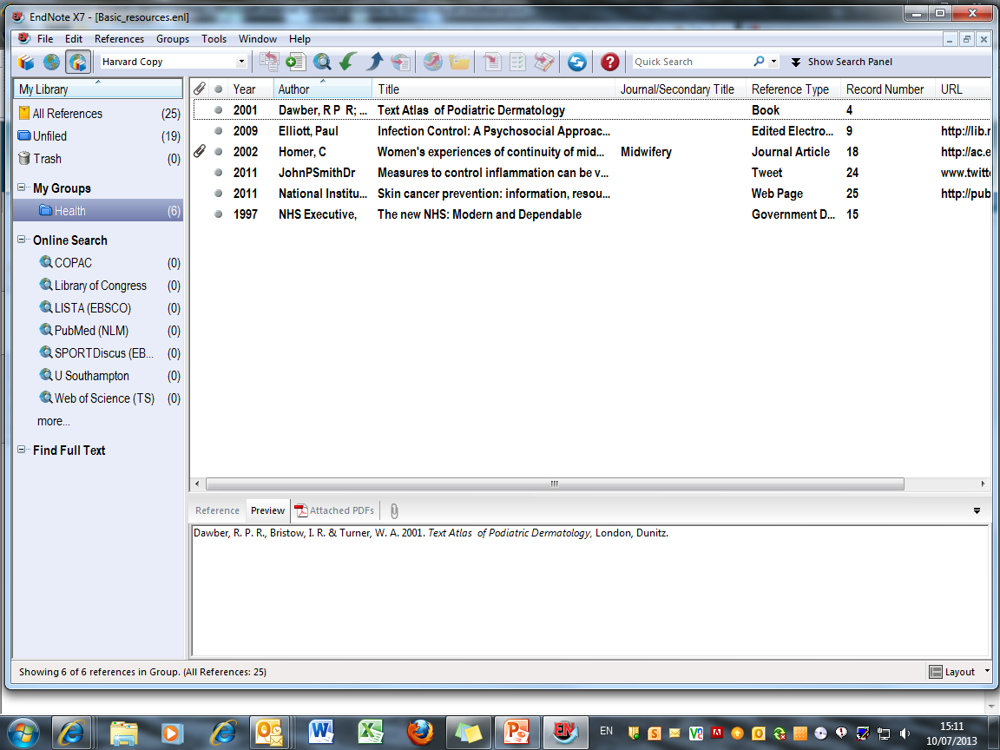 EndNote X7 - [Basic_resources.enl]
File Edit References Groups Tools Window Help
Harvard Copy Quick Search Show Search Panel
My Library Year Author Title Journal/Secondary Title Reference Type Record Number URL
All References (25)
Unfiled (19)
Trash (0)
My Groups
Health (6)
Online Search
COPAC (0)
Library of Congress (0)
LISTA (EBSCO) (0)
PubMed (NLM) (0)
SPORTDiscus (EB... (0)
U Southampton (0)
Web of Science (TS) (0)
more...
Find Full Text
2001 Dawber, R P R; ... Text Atlas of Podiatric Dermatology Book 4
2009 Elliott, Paul Infection Control: A Psychosocial Approac... Edited Electro... 9 http://lib.r
2002 Homer, C Women's experiences of continuity of mid... Midwifery Journal Article 18 http://ac.e
2011 JohnPSmithDr Measures to control inflammation can be v... Tweet 24 www.twitt
2011 National Institu... Skin cancer prevention: information, resou... Web Page 25 http://pub
1997 NHS Executive, The new NHS: Modern and Dependable Government D... 15
Reference Preview Attached PDFs
Dawber, R. P. R., Bristow, I. R. & Turner, W. A. 2001. Text Atlas of Podiatric Dermatology, London, Dunitz.
Showing 6 of 6 references in Group. (All References: 25) Layout
EN 15:11
10/07/2013